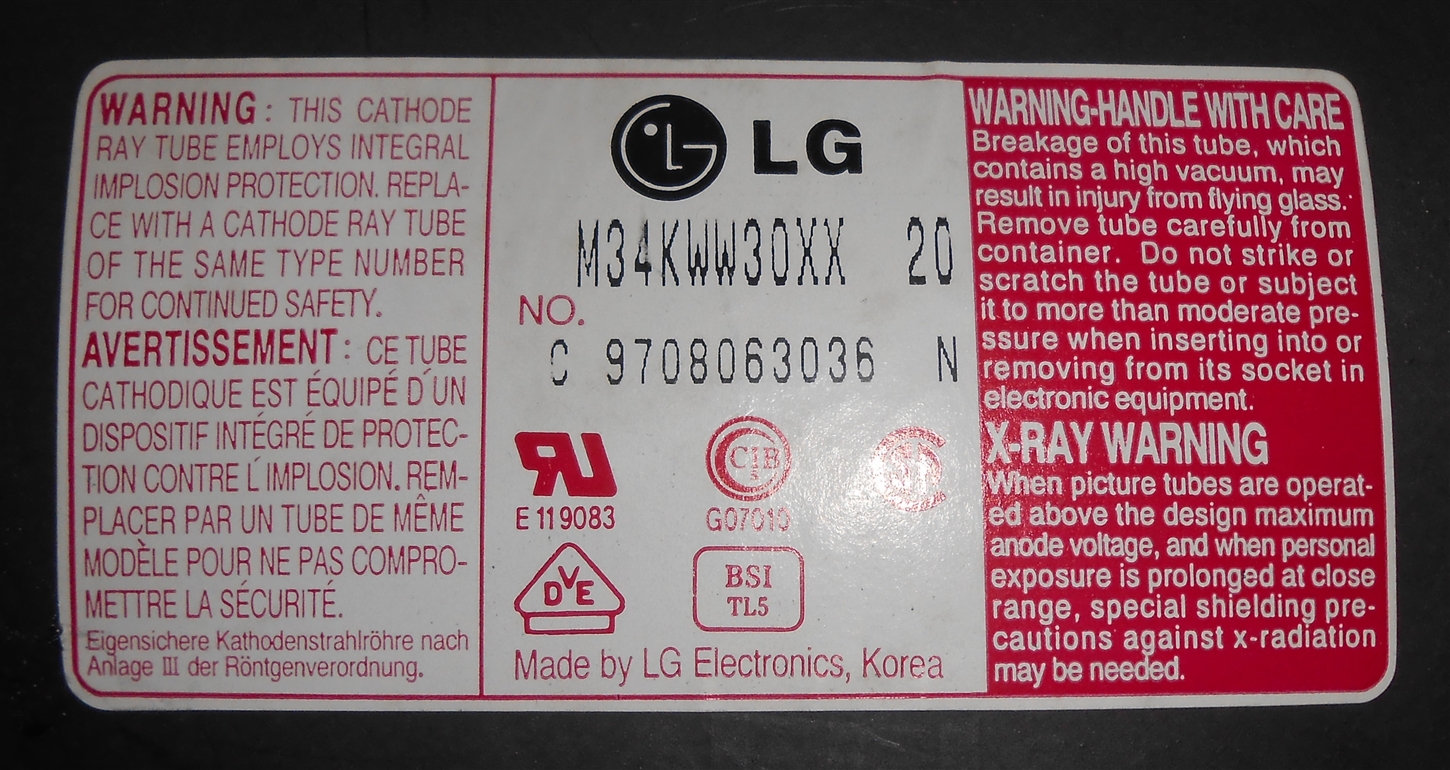 WARNING : THIS CATHODE
RAY TUBE EMPLOYS INTEGRAL
IMPLOSION PROTECTION. REPLA-
CE WITH A CATHODE RAY TUBE
OF THE SAME TYPE NUMBER
FOR CONTINUED SAFETY.
AVERTISSEMENT : CE TUBE
CATHODIQUE EST ÉQUIPÉ D'UN
DISPOSITIF INTÉGRÉ DE PROTEC-
TION CONTRE L'IMPLOSION. REM-
PLACER PAR UN TUBE DE MÊME
MODÈLE POUR NE PAS COMPRO-
METTRE LA SÉCURITÉ.
Eigensichere Kathodenstrahlröhre nach
Anlage III der Röntgenverordnung.
LG
M34KWW30XX 20
NO.
C 9708063036 N
E 119083
CIB
G07010
VDE
BSI
TL5
Made by LG Electronics, Korea
WARNING-HANDLE WITH CARE
Breakage of this tube, which
contains a high vacuum, may
result in injury from flying glass.
Remove tube carefully from
container. Do not strike or
scratch the tube or subject
it to more than moderate pre-
ssure when inserting into or
removing from its socket in
electronic equipment.
X-RAY WARNING
When picture tubes are operat-
ed above the design maximum
anode voltage, and when personal
exposure is prolonged at close
range, special shielding pre-
cautions against x-radiation
may be needed.